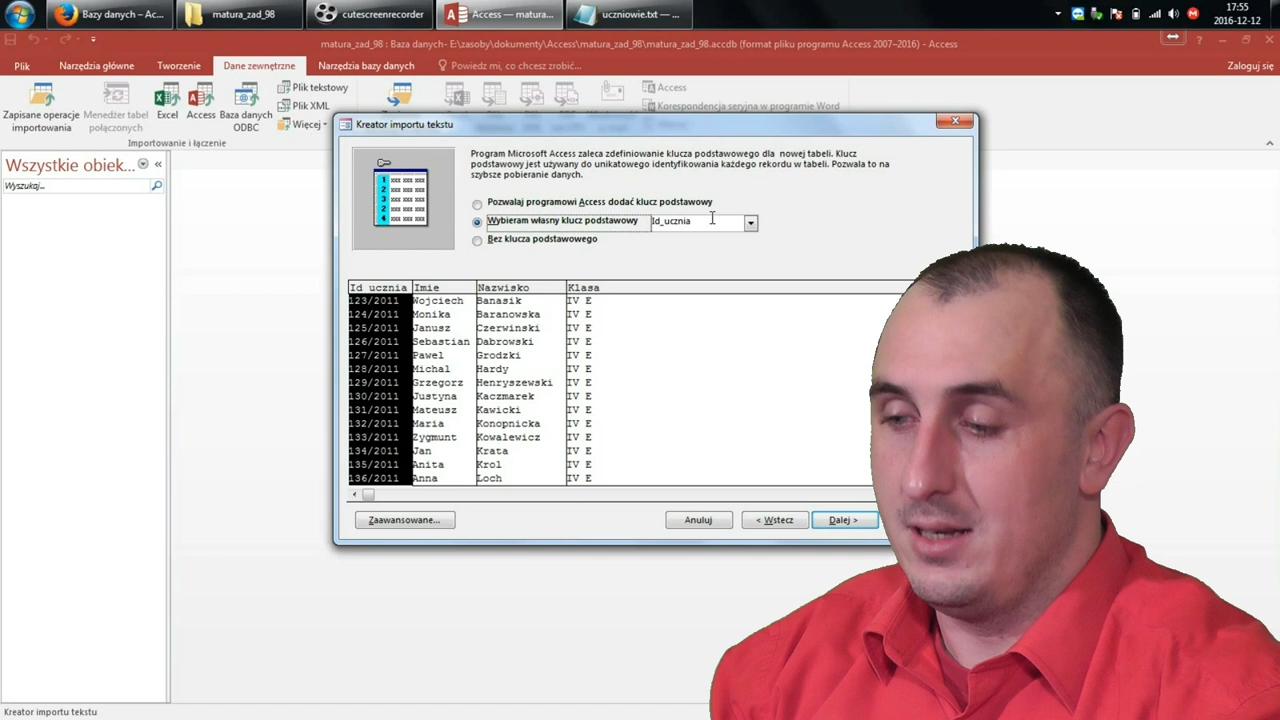 Bazy danych – Ac...
matura_zad_98
cutescreenrecorder
Access — matura...
uczniowie.txt — ...
17:55
2016-12-12
matura_zad_98 : Baza danych- E:\zasoby\dokumenty\Access\matura_zad_98\matura_zad_98.accdb (format pliku programu Access 2007–2016) - Access
Plik
Narzędzia główne
Tworzenie
Dane zewnętrzne
Narzędzia bazy danych
Powiedz mi, co chcesz zrobić...
Zaloguj się
Zapisane operacje importowania
Menedżer tabel połączonych
Excel
Access
Baza danych ODBC
Plik tekstowy
Plik XML
Więcej
Access
Korespondencja seryjna w programie Word
Importowanie i łączenie
Wszystkie obiek...
Wyszukaj...
Kreator importu tekstu
Program Microsoft Access zaleca zdefiniowanie klucza podstawowego dla nowej tabeli. Klucz
podstawowy jest używany do unikatowego identyfikowania każdego rekordu w tabeli. Pozwala to na
szybsze pobieranie danych.
Pozwalaj programowi Access dodać klucz podstawowy
Wybieram własny klucz podstawowy Id_ucznia
Bez klucza podstawowego
Id ucznia Imie Nazwisko Klasa
123/2011 Wojciech Banasik IV E
124/2011 Monika Baranowska IV E
125/2011 Janusz Czerwinski IV E
126/2011 Sebastian Dabrowski IV E
127/2011 Pawel Grodzki IV E
128/2011 Michal Hardy IV E
129/2011 Grzegorz Henryszewski IV E
130/2011 Justyna Kaczmarek IV E
131/2011 Mateusz Kawicki IV E
132/2011 Maria Konopnicka IV E
133/2011 Zygmunt Kowalewicz IV E
134/2011 Jan Krata IV E
135/2011 Anita Krol IV E
136/2011 Anna Loch IV E
Zaawansowane...
Anuluj
< Wstecz
Dalej >
Kreator importu tekstu